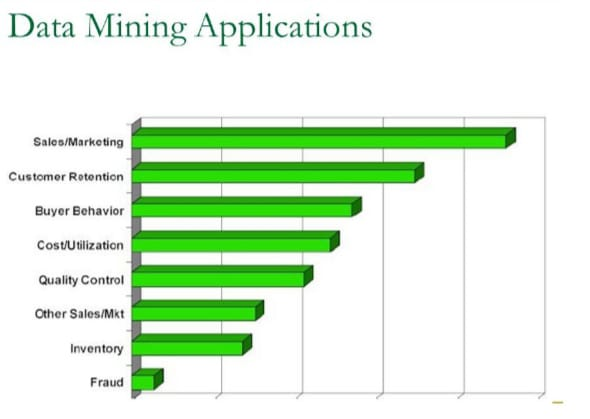 Data Mining Applications
Sales/Marketing
Customer Retention
Buyer Behavior
Cost/Utilization
Quality Control
Other Sales/Mkt
Inventory
Fraud